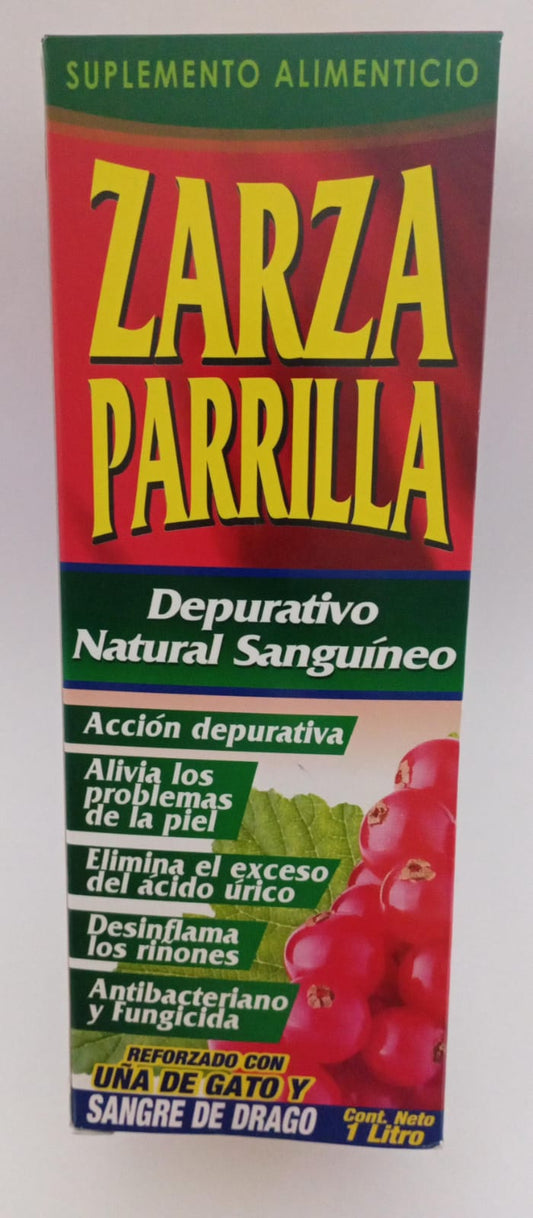 SUPLEMENTO ALIMENTICIO
ZARZA
PARRILLA
Depurativo
Natural Sanguíneo
Acción depurativa
Alivia los
problemas
de la piel
Elimina el exceso
del ácido úrico
Desinflama
los riñones
Antibacteriano
y Fungicida
REFORZADO CON
UÑA DE GATO Y
SANGRE DE DRAGO
Cont. Neto
1 Litro